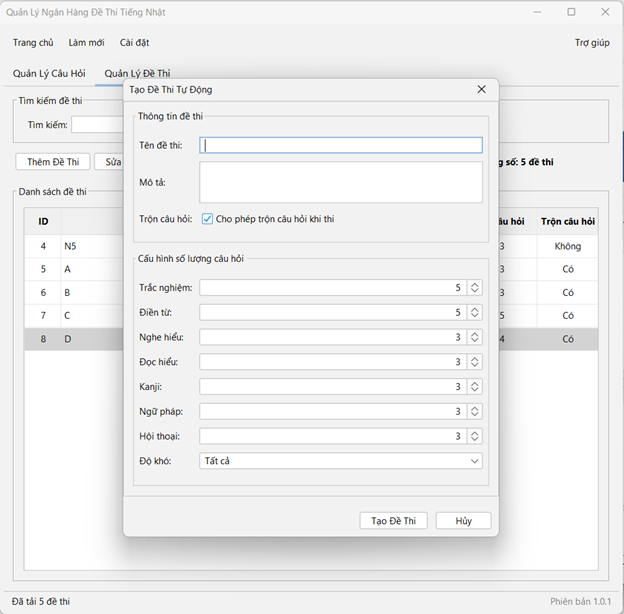 Quản Lý Ngân Hàng Đề Thi Tiếng Nhật
Trang chủ Làm mới Cài đặt Trợ giúp
Quản Lý Câu Hỏi Quản Lý Đề Thi
Tạo Đề Thi Tự Động
Tìm kiếm đề thi
Thông tin đề thi
Tìm kiếm:
Tên đề thi:
Thêm Đề Thi Sửa số: 5 đề thi
Mô tả:
Danh sách đề thi
Trộn câu hỏi: Cho phép trộn câu hỏi khi thi
ID hỏi Trộn câu hỏi
4 N5 3 Không
Cấu hình số lượng câu hỏi
5 A 3 Có
Trắc nghiệm: 5
6 B 3 Có
Điền từ: 5
7 C 5 Có
Nghe hiểu: 3
8 D 4 Có
Đọc hiểu: 3
Kanji: 3
Ngữ pháp: 3
Hội thoại: 3
Độ khó: Tất cả
Tạo Đề Thi Hủy
Đã tải 5 đề thi Phiên bản 1.0.1